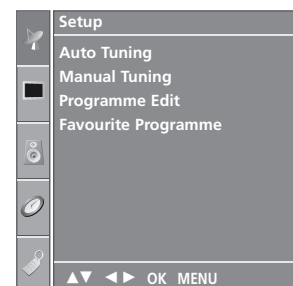 Setup
Auto Tuning
Manual Tuning
Programme Edit
Favourite Programme
▲▼ ◄► OK MENU